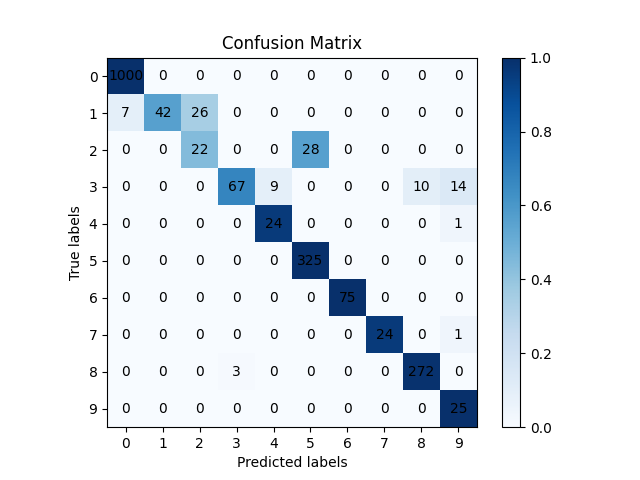 Confusion Matrix
True labels
0 1000 0 0 0 0 0 0 0 0 0
1 7 42 26 0 0 0 0 0 0 0
2 0 0 22 0 0 28 0 0 0 0
3 0 0 0 67 9 0 0 0 10 14
4 0 0 0 0 24 0 0 0 0 1
5 0 0 0 0 0 325 0 0 0 0
6 0 0 0 0 0 0 75 0 0 0
7 0 0 0 0 0 0 0 24 0 1
8 0 0 0 3 0 0 0 0 272 0
9 0 0 0 0 0 0 0 0 0 25
0 1 2 3 4 5 6 7 8 9
Predicted labels
1.0
0.8
0.6
0.4
0.2
0.0